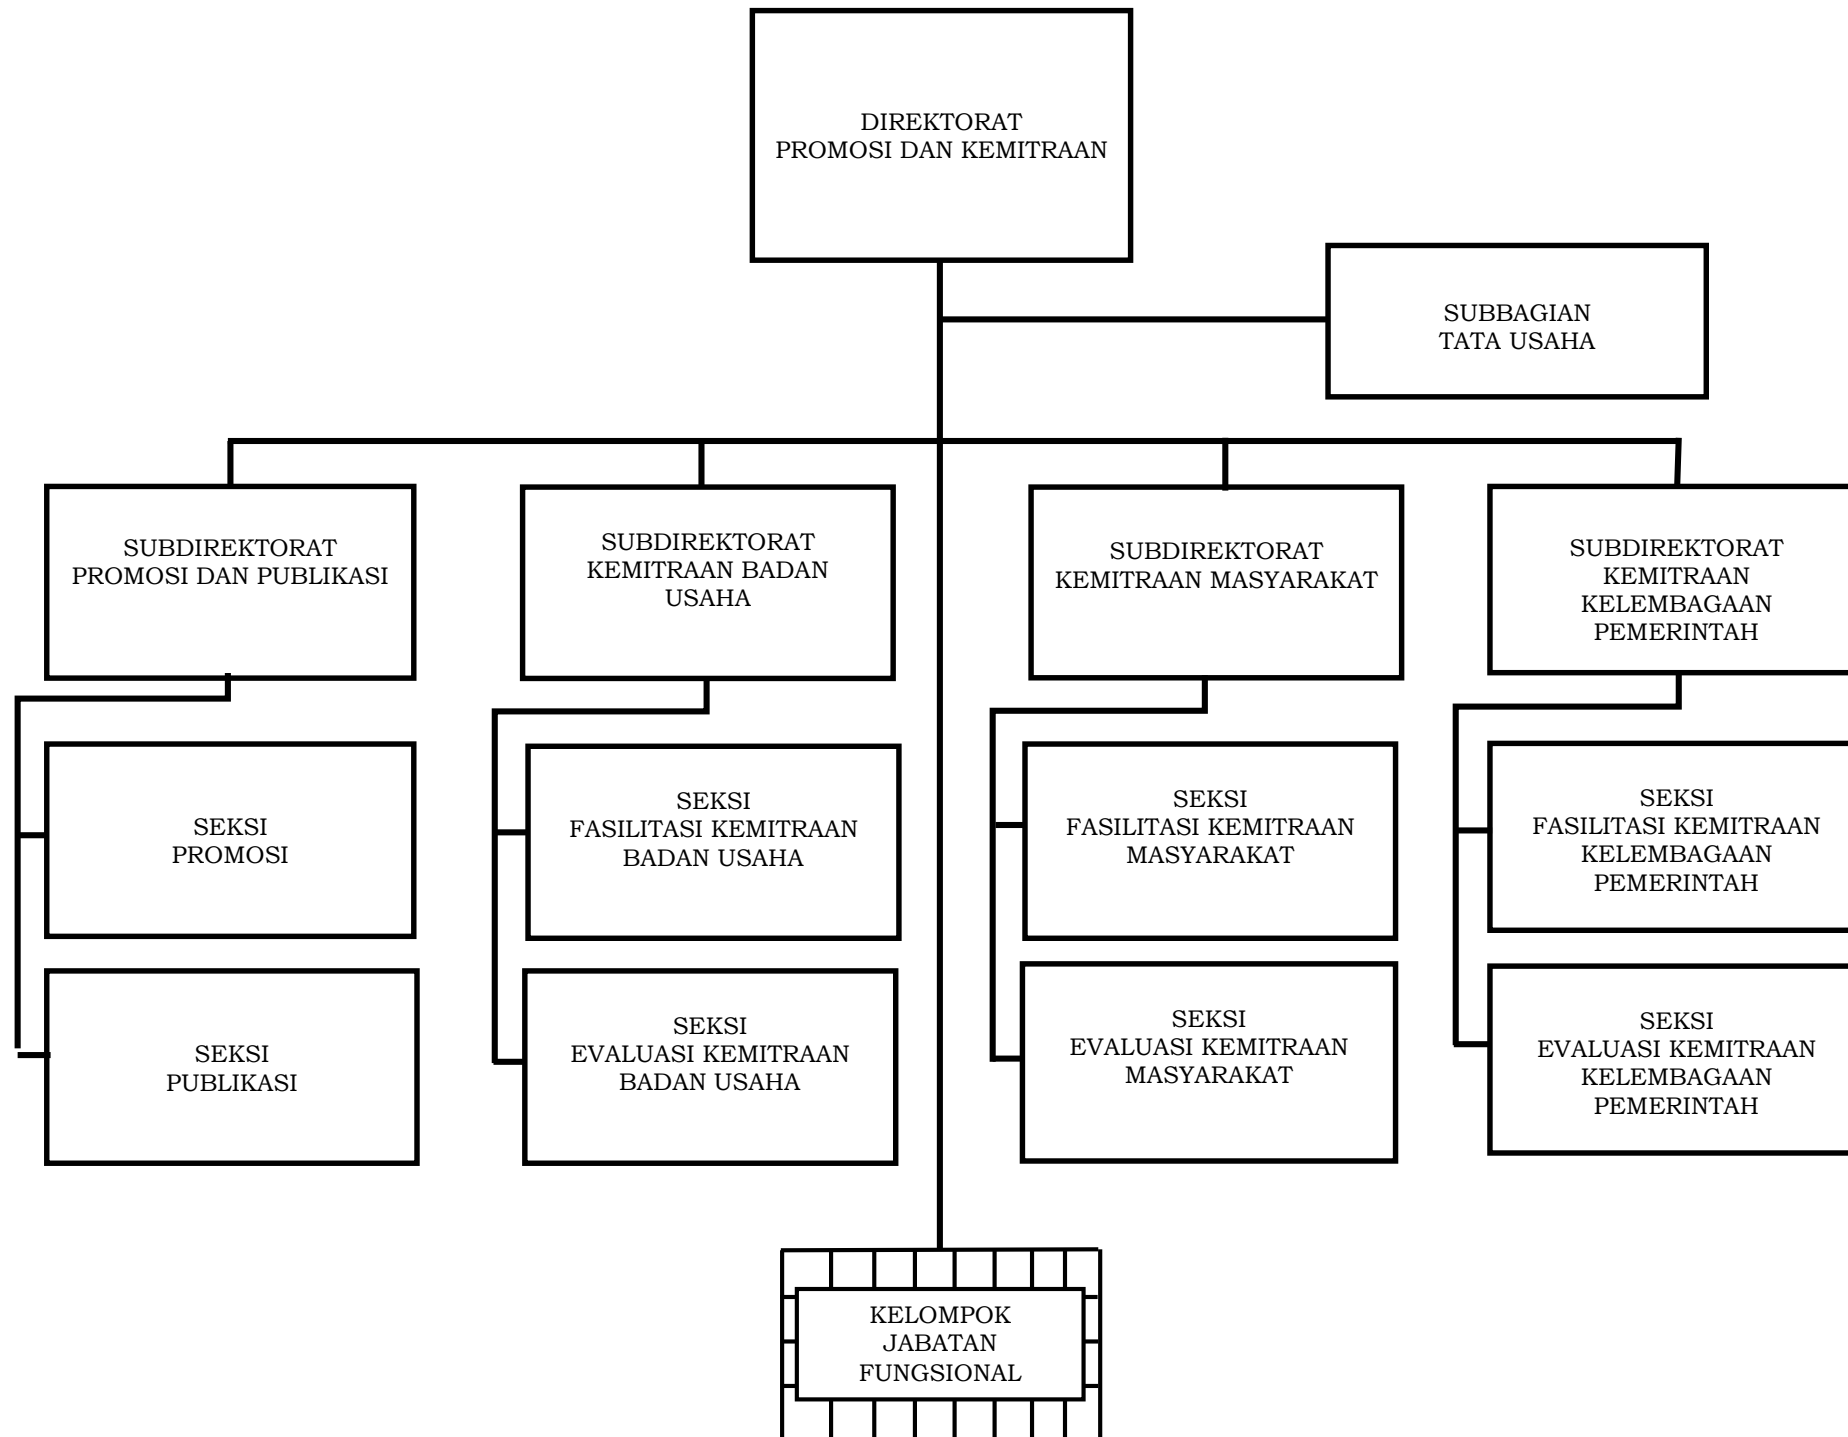 DIREKTORAT
PROMOSI DAN KEMITRAAN
SUBBAGIAN
TATA USAHA
SUBDIREKTORAT
PROMOSI DAN PUBLIKASI
SUBDIREKTORAT
KEMITRAAN BADAN
USAHA
SUBDIREKTORAT
KEMITRAAN MASYARAKAT
SUBDIREKTORAT
KEMITRAAN
KELEMBAGAAN
PEMERINTAH
SEKSI
PROMOSI
SEKSI
FASILITASI KEMITRAAN
BADAN USAHA
SEKSI
FASILITASI KEMITRAAN
MASYARAKAT
SEKSI
FASILITASI KEMITRAAN
KELEMBAGAAN
PEMERINTAH
SEKSI
PUBLIKASI
SEKSI
EVALUASI KEMITRAAN
BADAN USAHA
SEKSI
EVALUASI KEMITRAAN
MASYARAKAT
SEKSI
EVALUASI KEMITRAAN
KELEMBAGAAN
PEMERINTAH
KELOMPOK
JABATAN
FUNGSIONAL